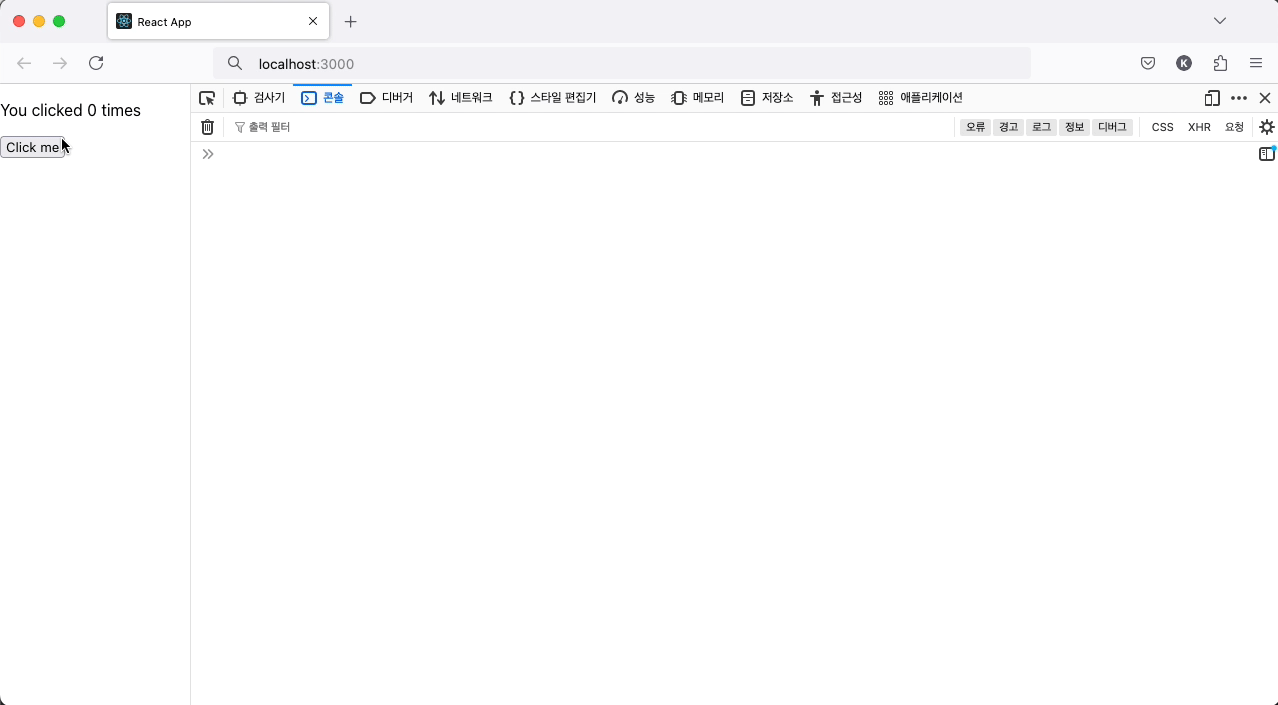 React App
localhost:3000
K
You clicked 0 times
Click me
검사기 콘솔 디버거 네트워크 스타일 편집기 성능 메모리 저장소 접근성 애플리케이션
출력 필터 오류 경고 로그 정보 디버그 CSS XHR 요청